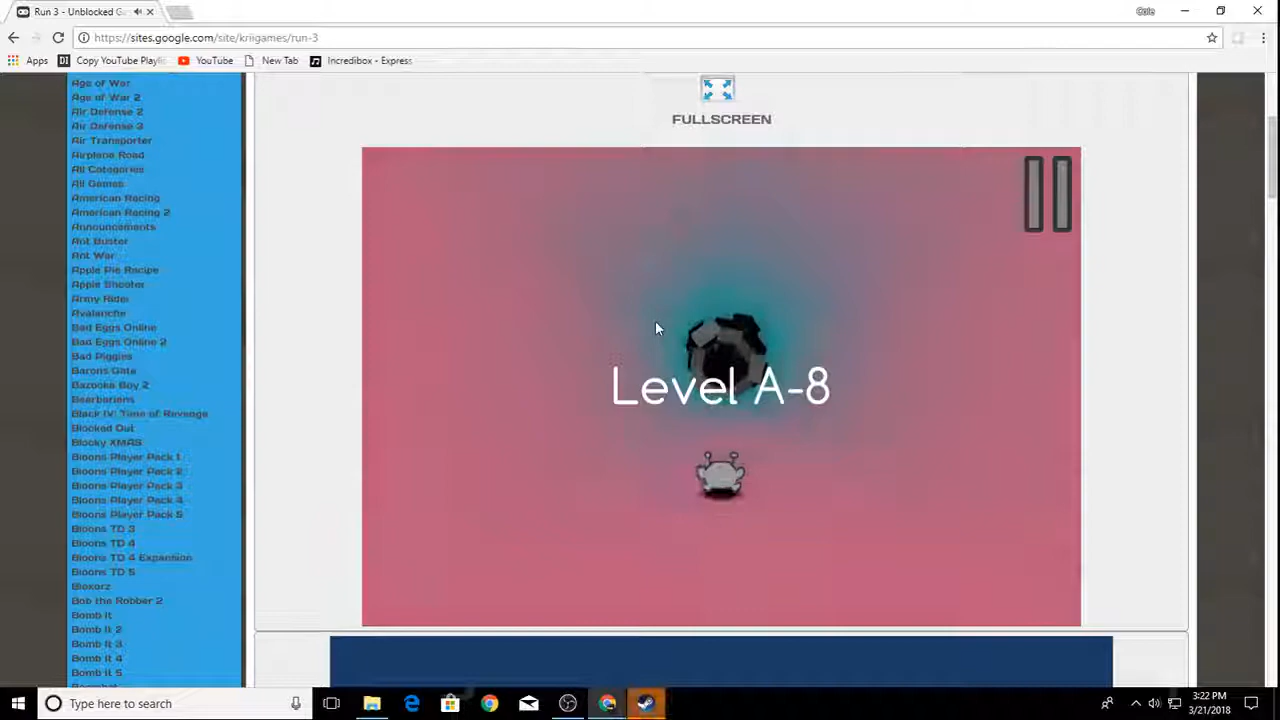 Run 3 - Unblocked G
Cole
https://sites.google.com/site/kriigames/run-3
Apps
Copy YouTube Playli
YouTube
New Tab
Incredibox - Express
Age of War
Age of War 2
Air Defense 2
Air Defense 3
Air Transporter
Airplane Road
All Categories
All Games
American Racing
American Racing 2
Announcements
Ant Buster
Ant War
Apple Pie Recipe
Apple Shooter
Army Rider
Avalanche
Bad Eggs Online
Bad Eggs Online 2
Bad Piggies
Barons Gate
Bazooka Boy 2
Bearbarians
Black IV: Time of Revenge
Blocked Out
Blocky XMAS
Bloons Player Pack 1
Bloons Player Pack 2
Bloons Player Pack 3
Bloons Player Pack 4
Bloons Player Pack 5
Bloons TD 3
Bloons TD 4
Bloons TD 4 Expansion
Bloons TD 5
Bloxorz
Bob the Robber 2
Bomb It
Bomb It 2
Bomb It 3
Bomb It 4
Bomb It 5
FULLSCREEN
Level A-8
Type here to search
3:22 PM
3/21/2018